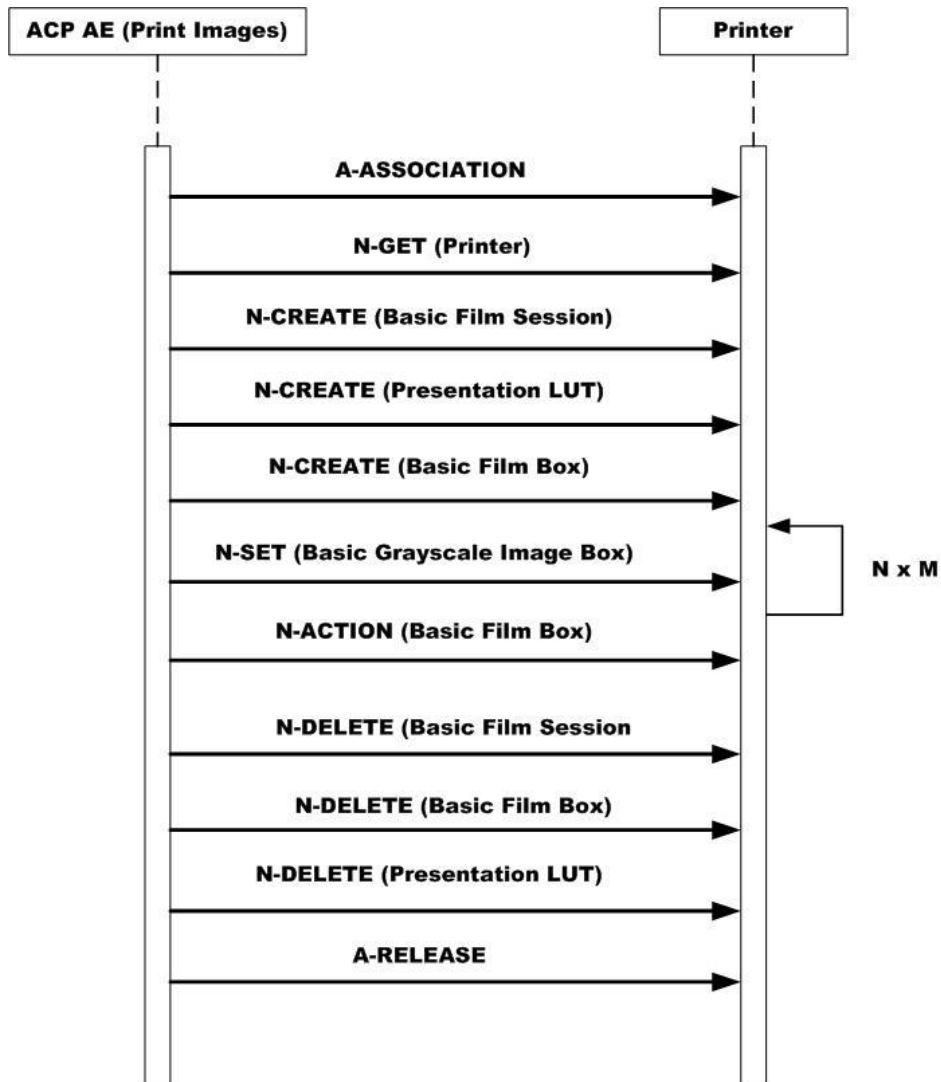 ACP AE (Print Images)
Printer
A-ASSOCIATION
N-GET (Printer)
N-CREATE (Basic Film Session)
N-CREATE (Presentation LUT)
N-CREATE (Basic Film Box)
N-SET (Basic Grayscale Image Box)
N x M
N-ACTION (Basic Film Box)
N-DELETE (Basic Film Session
N-DELETE (Basic Film Box)
N-DELETE (Presentation LUT)
A-RELEASE